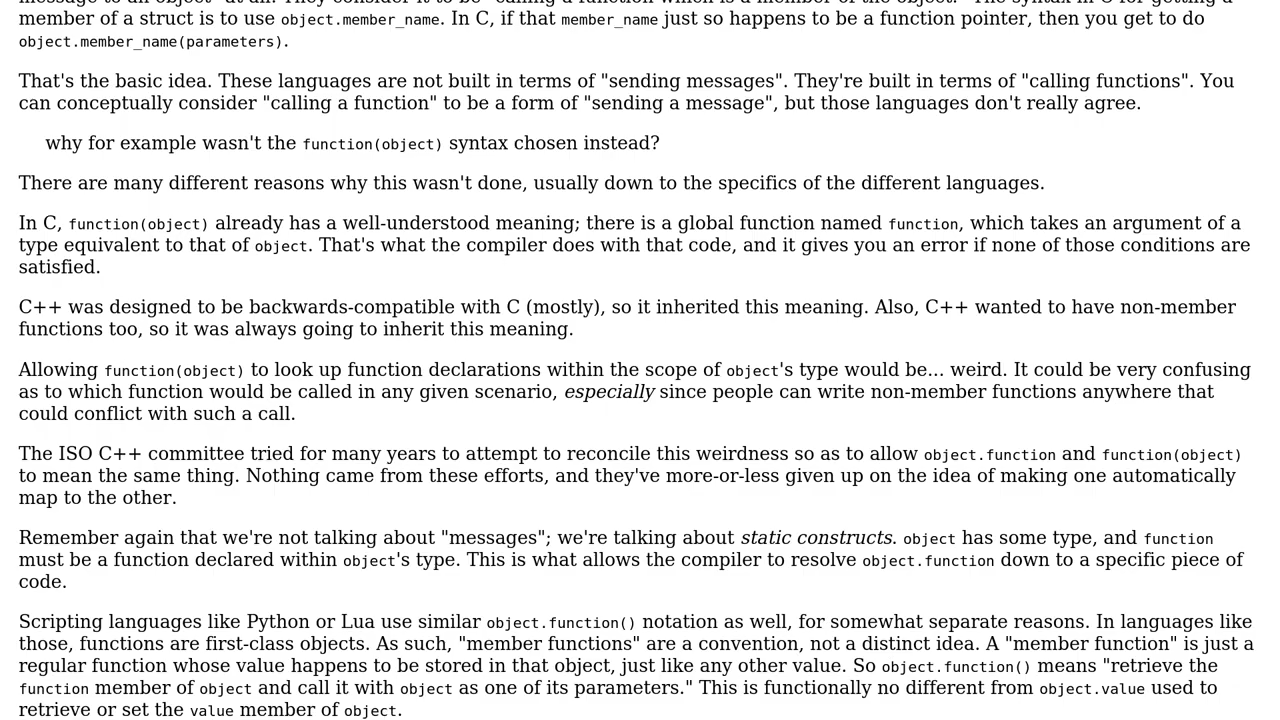 member of a struct is to use object.member_name. In C, if that member_name just so happens to be a function pointer, then you get to do
object.member_name(parameters).
That's the basic idea. These languages are not built in terms of "sending messages". They're built in terms of "calling functions". You
can conceptually consider "calling a function" to be a form of "sending a message", but those languages don't really agree.
why for example wasn't the function(object) syntax chosen instead?
There are many different reasons why this wasn't done, usually down to the specifics of the different languages.
In C, function(object) already has a well-understood meaning; there is a global function named function, which takes an argument of a
type equivalent to that of object. That's what the compiler does with that code, and it gives you an error if none of those conditions are
satisfied.
C++ was designed to be backwards-compatible with C (mostly), so it inherited this meaning. Also, C++ wanted to have non-member
functions too, so it was always going to inherit this meaning.
Allowing function(object) to look up function declarations within the scope of object's type would be... weird. It could be very confusing
as to which function would be called in any given scenario, especially since people can write non-member functions anywhere that
could conflict with such a call.
The ISO C++ committee tried for many years to attempt to reconcile this weirdness so as to allow object.function and function(object)
to mean the same thing. Nothing came from these efforts, and they've more-or-less given up on the idea of making one automatically
map to the other.
Remember again that we're not talking about "messages"; we're talking about static constructs. object has some type, and function
must be a function declared within object's type. This is what allows the compiler to resolve object.function down to a specific piece of
code.
Scripting languages like Python or Lua use similar object.function() notation as well, for somewhat separate reasons. In languages like
those, functions are first-class objects. As such, "member functions" are a convention, not a distinct idea. A "member function" is just a
regular function whose value happens to be stored in that object, just like any other value. So object.function() means "retrieve the
function member of object and call it with object as one of its parameters." This is functionally no different from object.value used to
retrieve or set the value member of object.